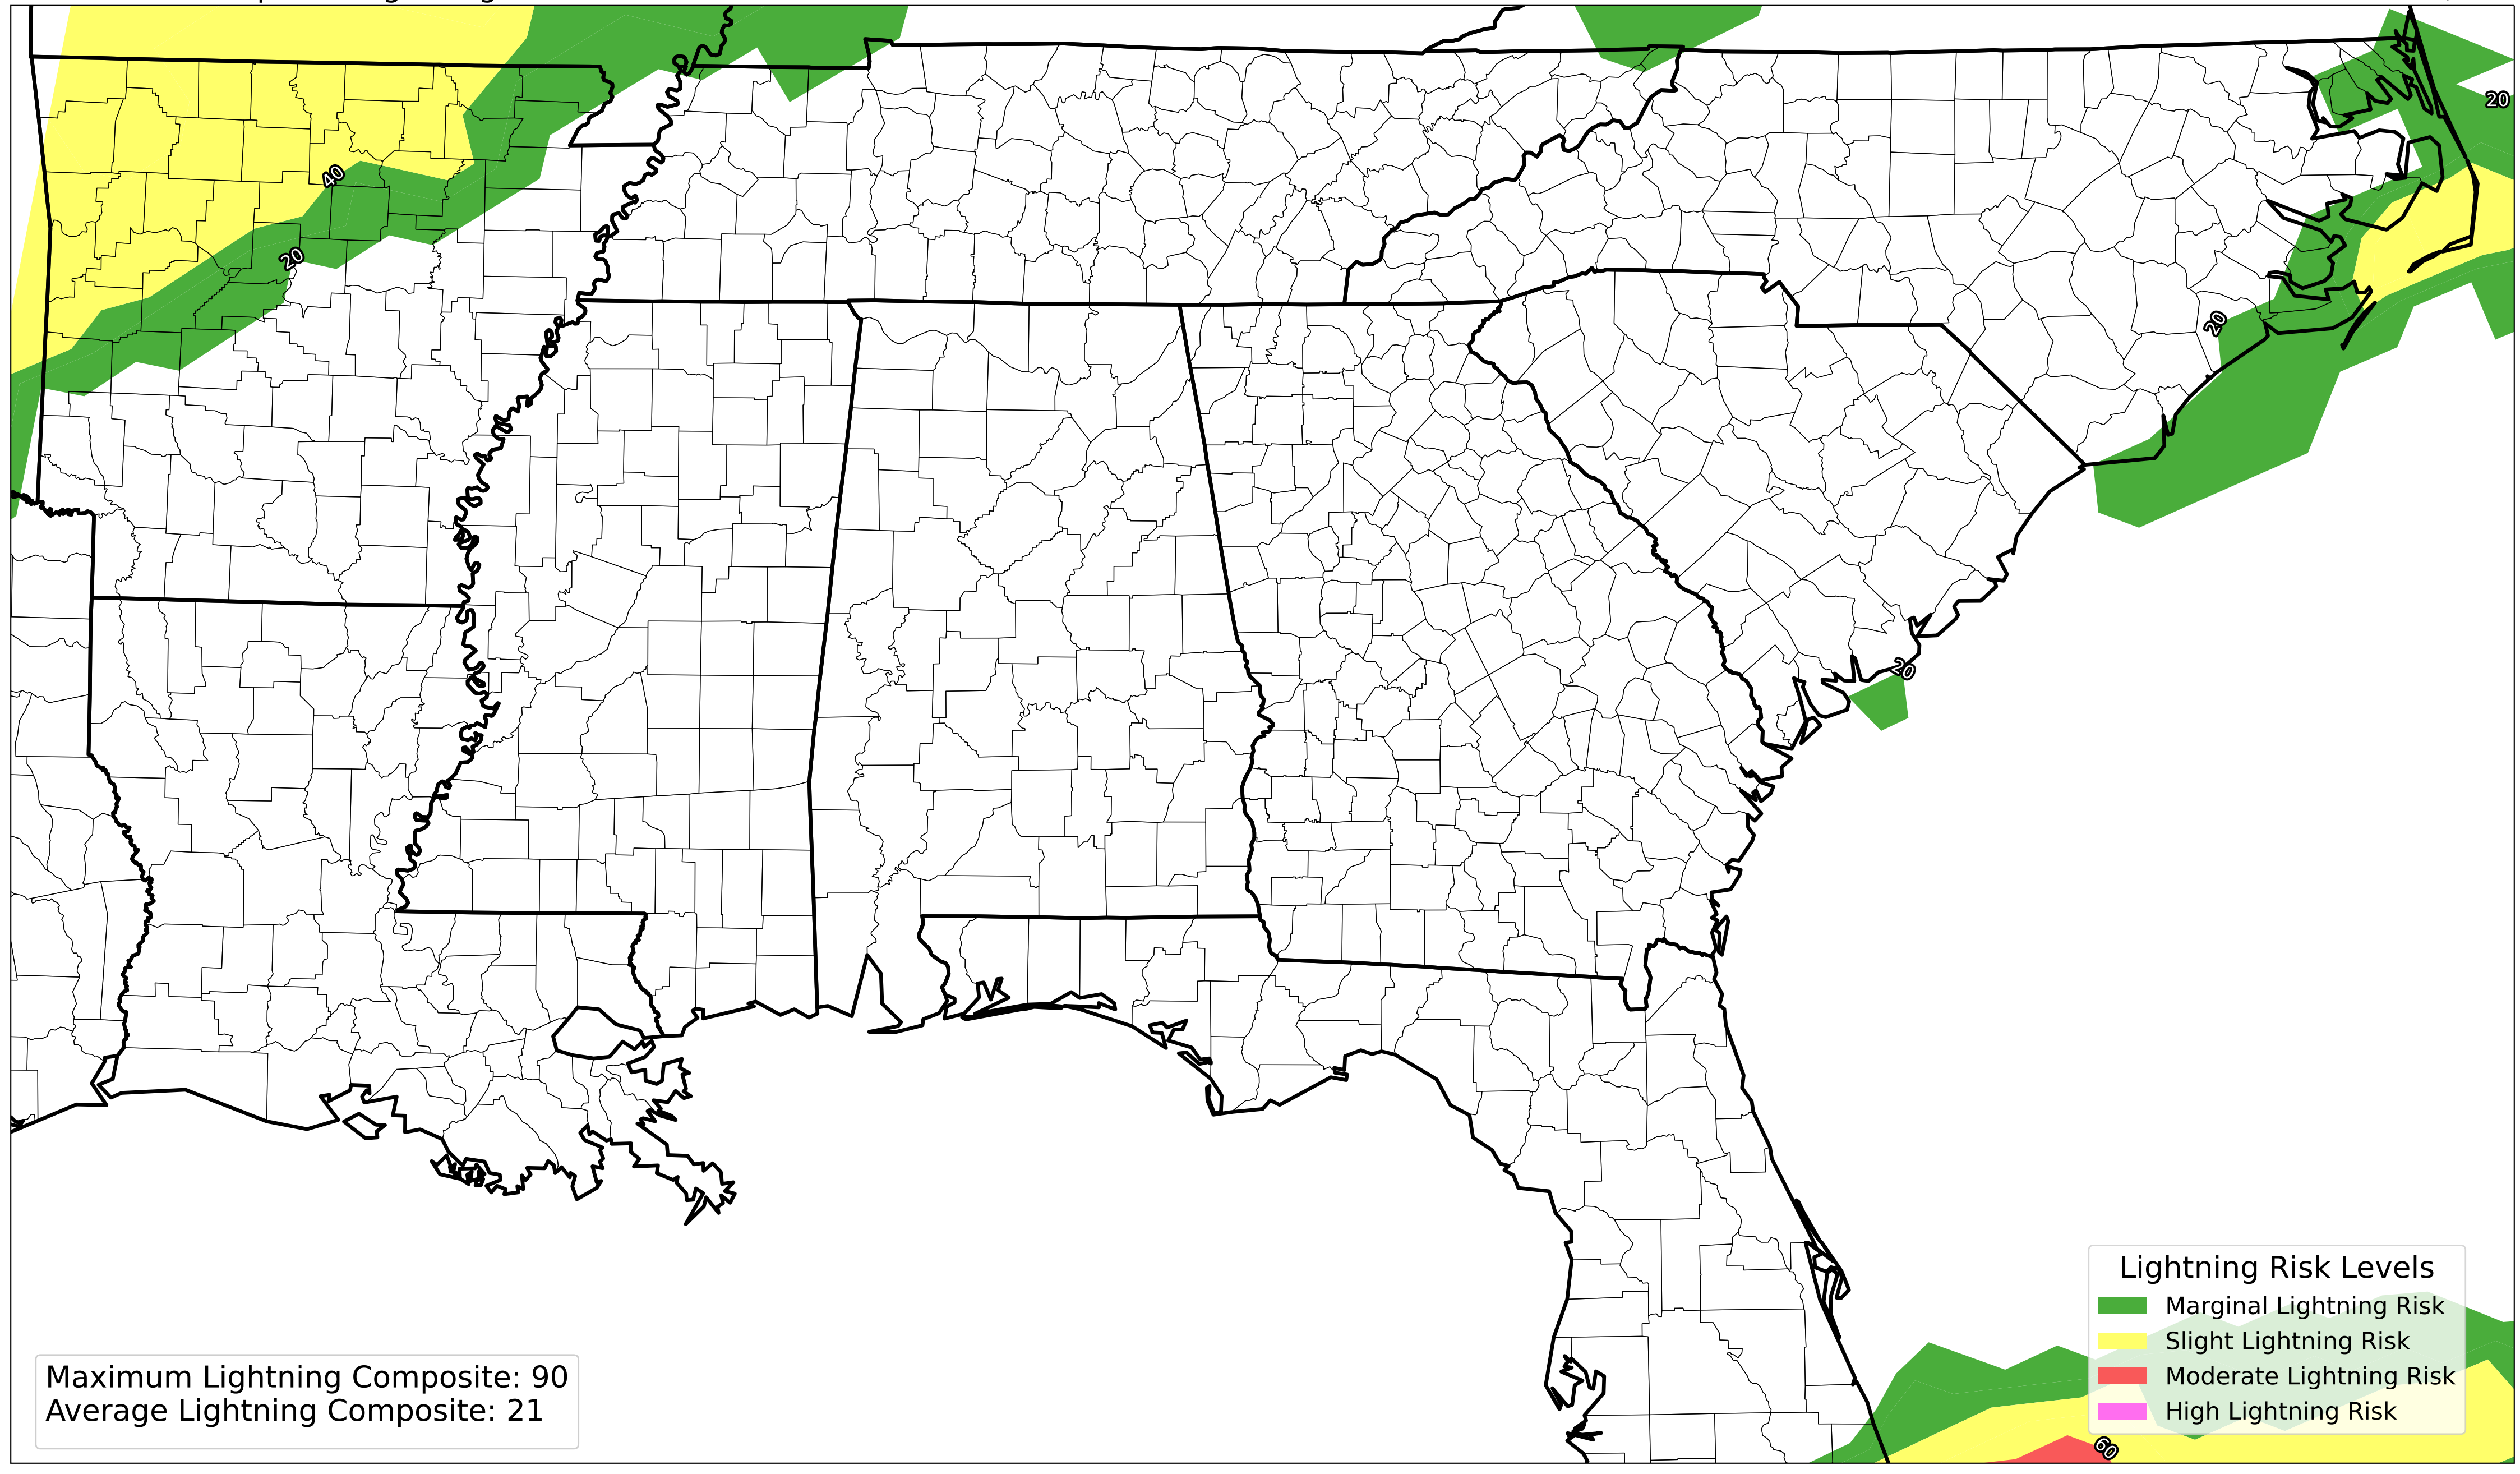 20
40
20
20
20
Lightning Risk Levels
Marginal Lightning Risk
Slight Lightning Risk
Moderate Lightning Risk
High Lightning Risk
Maximum Lightning Composite: 90
Average Lightning Composite: 21
60